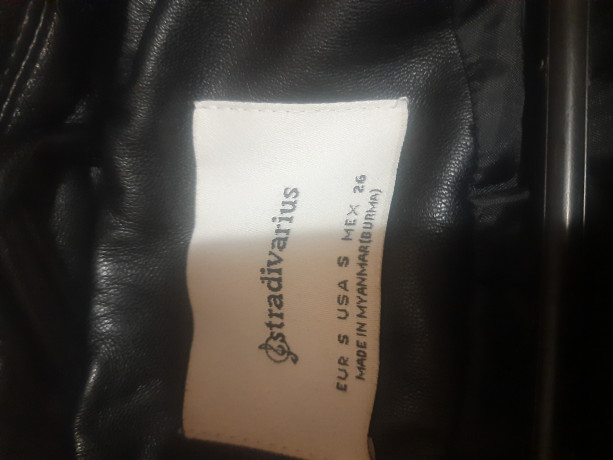 stradivarius
EUR S USA S MEX 26
MADE IN MYANMAR(BURMA)